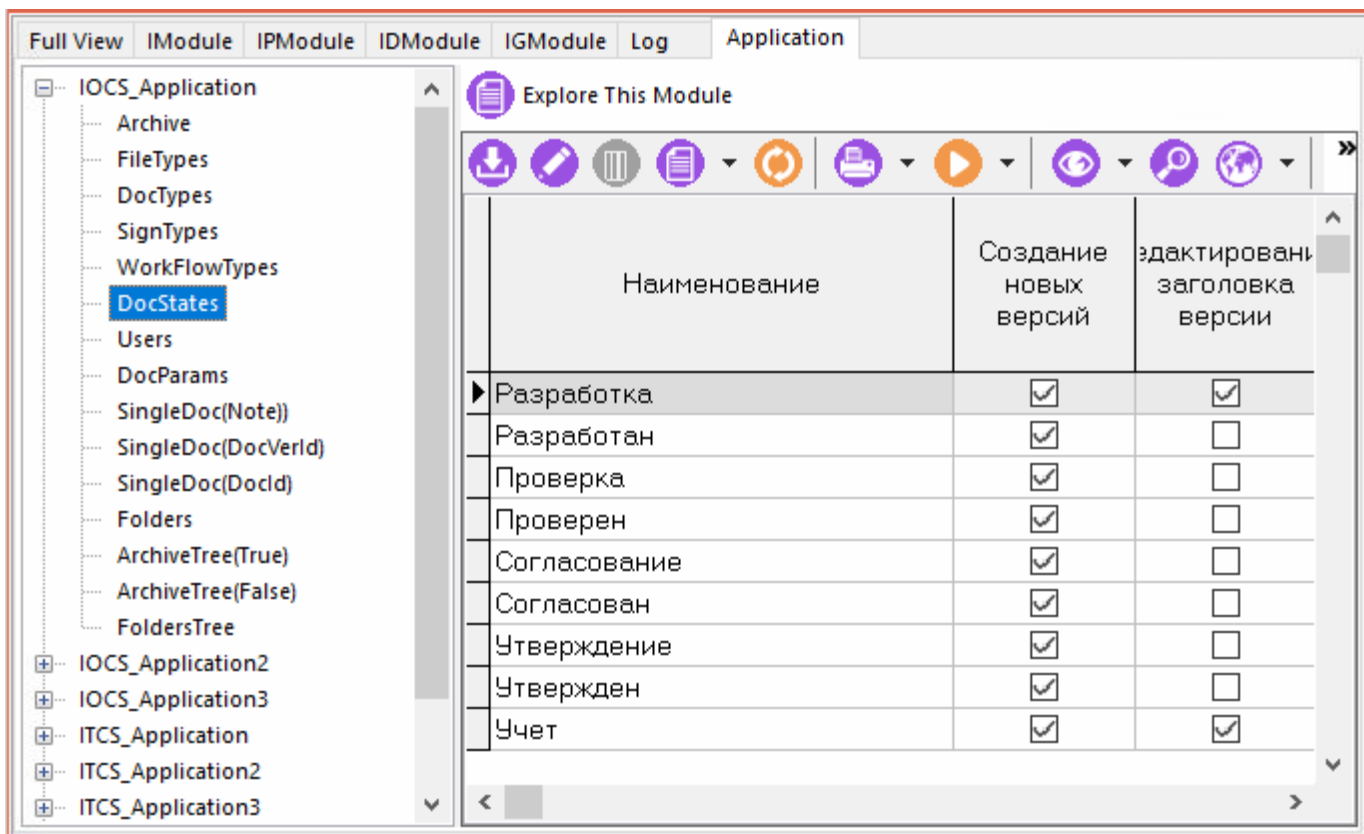 Full View IModule IPModule IDModule IGModule Log Application
IOCS_Application
Archive
FileTypes
DocTypes
SignTypes
WorkFlowTypes
DocStates
Users
DocParams
SingleDoc(Note))
SingleDoc(DocVerId)
SingleDoc(DocId)
Folders
ArchiveTree(True)
ArchiveTree(False)
FoldersTree
IOCS_Application2
IOCS_Application3
ITCS_Application
ITCS_Application2
ITCS_Application3
Explore This Module
Наименование
Создание
новых
версий
едактировани
заголовка
версии
Разработка
Разработан
Проверка
Проверен
Согласование
Согласован
Утверждение
Утвержден
Учет